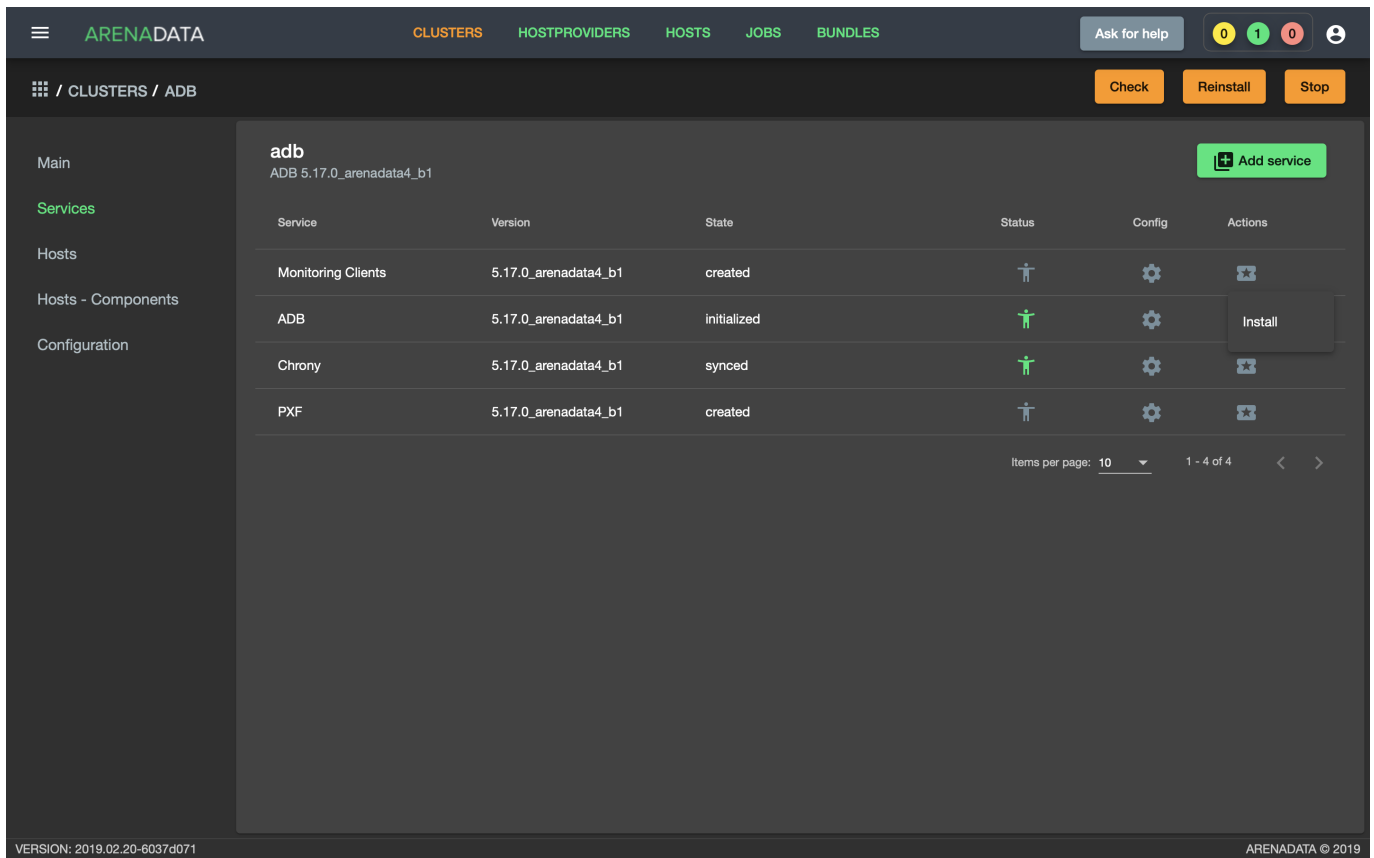 ARENADATA CLUSTERS HOSTPROVIDERS HOSTS JOBS BUNDLES Ask for help 0 1 0
/ CLUSTERS / ADB Check Reinstall Stop
Main
Services
Hosts
Hosts - Components
Configuration
adb
ADB 5.17.0_arenadata4_b1
Add service
Service Version State Status Config Actions
Monitoring Clients 5.17.0_arenadata4_b1 created
ADB 5.17.0_arenadata4_b1 initialized
Install
Chrony 5.17.0_arenadata4_b1 synced
PXF 5.17.0_arenadata4_b1 created
Items per page: 10 1 - 4 of 4
VERSION: 2019.02.20-6037d071 ARENADATA © 2019